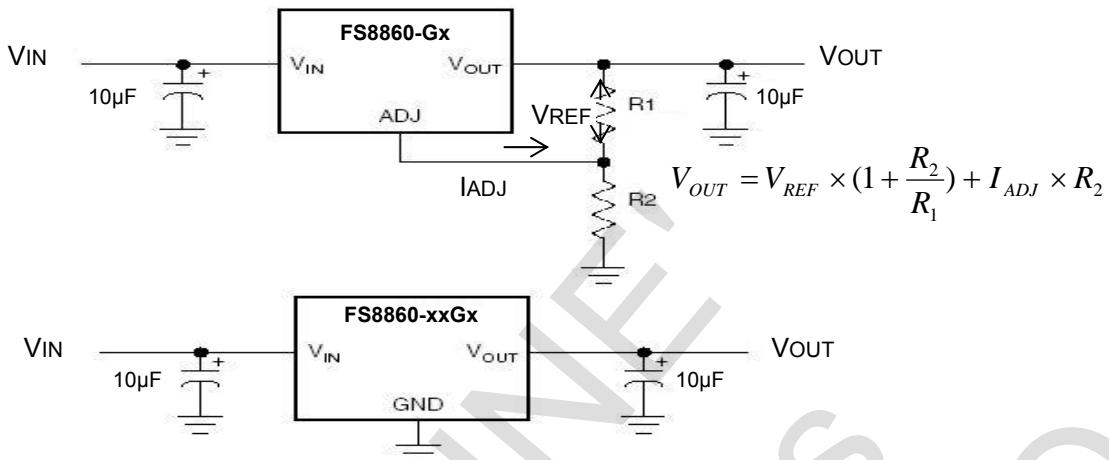 FS8860-Gx
VIN
VIN
VOUT
VOUT
10µF
+
ADJ
VREF
R1
+
10µF
IADJ
R2
VOUT = VREF × (1 + R2/R1) + IADJ × R2
FS8860-xxGx
VIN
VIN
VOUT
VOUT
10µF
+
GND
+
10µF